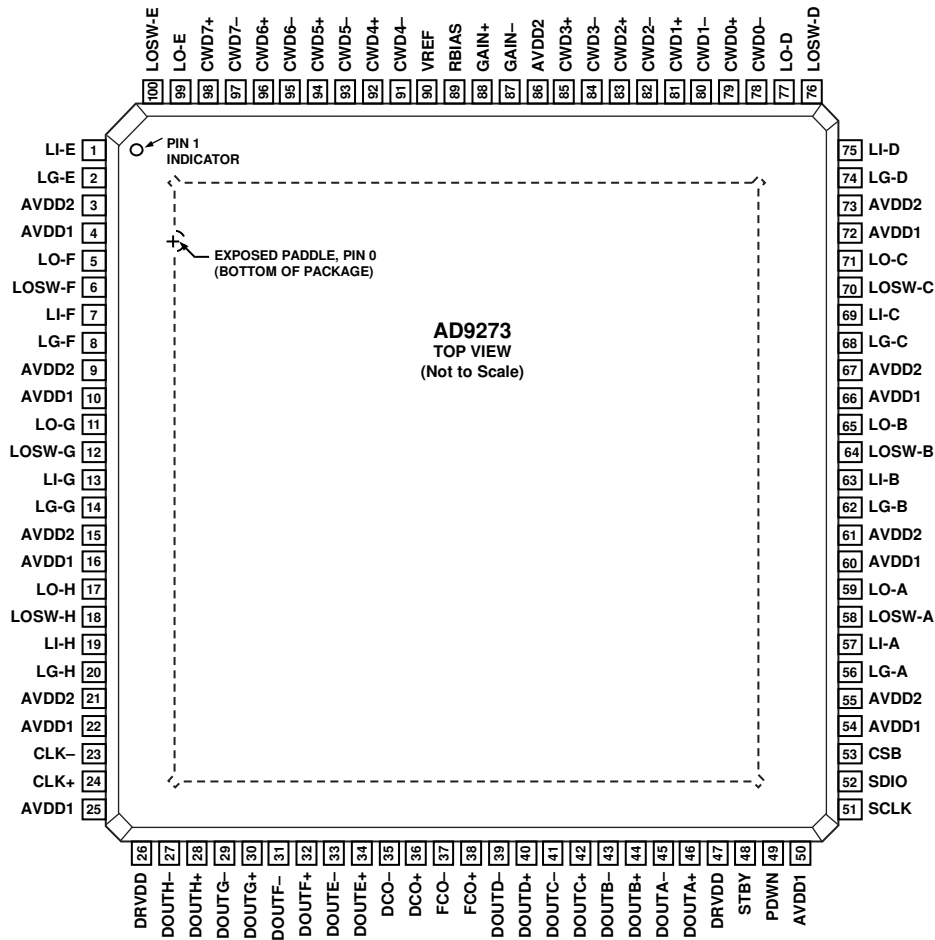 LOSW-E
LO-E
CWD7+
CWD7–
CWD6+
CWD6–
CWD5+
CWD5–
CWD4+
CWD4–
VREF
RBIAS
GAIN+
GAIN–
AVDD2
CWD3+
CWD3–
CWD2+
CWD2–
CWD1+
CWD1–
CWD0+
CWD0–
LO-D
LOSW-D
100 99 98 97 96 95 94 93 92 91 90 89 88 87 86 85 84 83 82 81 80 79 78 77 76
LI-E 1
LG-E 2
AVDD2 3
AVDD1 4
LO-F 5
LOSW-F 6
LI-F 7
LG-F 8
AVDD2 9
AVDD1 10
LO-G 11
LOSW-G 12
LI-G 13
LG-G 14
AVDD2 15
AVDD1 16
LO-H 17
LOSW-H 18
LI-H 19
LG-H 20
AVDD2 21
AVDD1 22
CLK– 23
CLK+ 24
AVDD1 25
PIN 1
INDICATOR
EXPOSED PADDLE, PIN 0
(BOTTOM OF PACKAGE)
AD9273
TOP VIEW
(Not to Scale)
75 LI-D
74 LG-D
73 AVDD2
72 AVDD1
71 LO-C
70 LOSW-C
69 LI-C
68 LG-C
67 AVDD2
66 AVDD1
65 LO-B
64 LOSW-B
63 LI-B
62 LG-B
61 AVDD2
60 AVDD1
59 LO-A
58 LOSW-A
57 LI-A
56 LG-A
55 AVDD2
54 AVDD1
53 CSB
52 SDIO
51 SCLK
26 27 28 29 30 31 32 33 34 35 36 37 38 39 40 41 42 43 44 45 46 47 48 49 50
DRVDD
DOUTH–
DOUTH+
DOUTG–
DOUTG+
DOUTF–
DOUTF+
DOUTE–
DOUTE+
DCO–
DCO+
FCO–
FCO+
DOUTD–
DOUTD+
DOUTC–
DOUTC+
DOUTB–
DOUTB+
DOUTA–
DOUTA+
DRVDD
STBY
PDWN
AVDD1